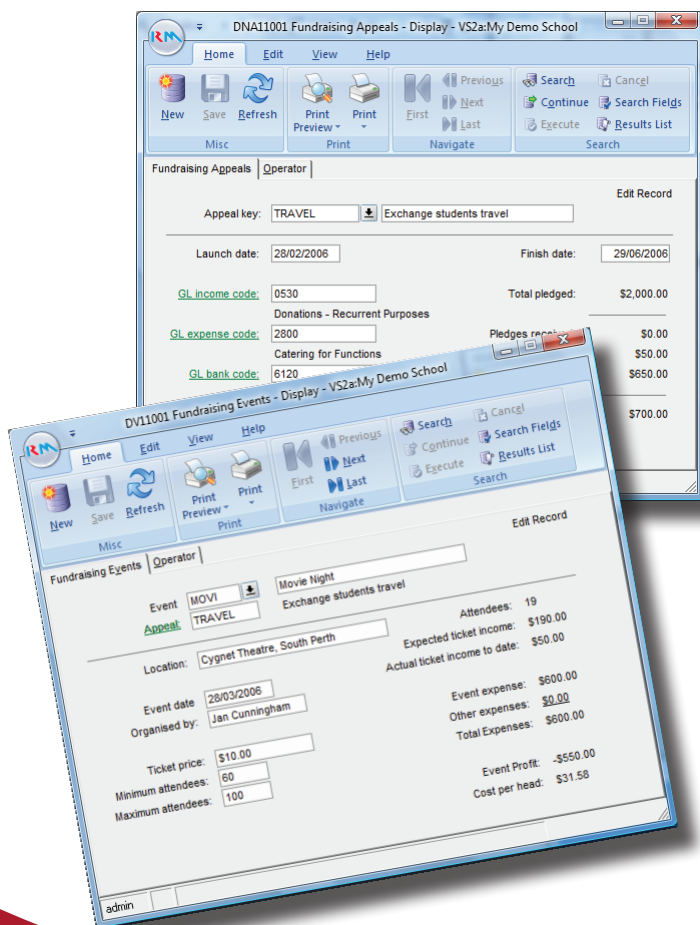 DNA11001 Fundraising Appeals - Display - VS2a:My Demo School
RM
Home Edit View Help
New Save Refresh Print Preview Print First Previous Next Last Search Continue Execute Cancel Search Fields Results List
Misc Print Navigate Search
Fundraising Appeals Operator
Edit Record
Appeal key: TRAVEL Exchange students travel
Launch date: 28/02/2006 Finish date: 29/06/2006
GL income code: 0530 Total pledged: $2,000.00
Donations - Recurrent Purposes
GL expense code: 2800 $0.00
Catering for Functions $50.00
GL bank code: 6120 $650.00
$700.00
DV11001 Fundraising Events - Display - VS2a:My Demo School
RM
Home Edit View Help
New Save Refresh Print Preview Print First Previous Next Last Search Continue Execute Cancel Search Fields Results List
Misc Print Navigate Search
Fundraising Events Operator
Edit Record
Event MOVI Movie Night
Appeal: TRAVEL Exchange students travel
Location: Cygnet Theatre, South Perth
Attendees: 19
Expected ticket income: $190.00
Actual ticket income to date: $50.00
Event date 28/03/2006
Organised by: Jan Cunningham
Event expense: $600.00
Other expenses: $0.00
Total Expenses: $600.00
Ticket price: $10.00
Minimum attendees: 60
Maximum attendees: 100
Event Profit: -$550.00
Cost per head: $31.58
admin